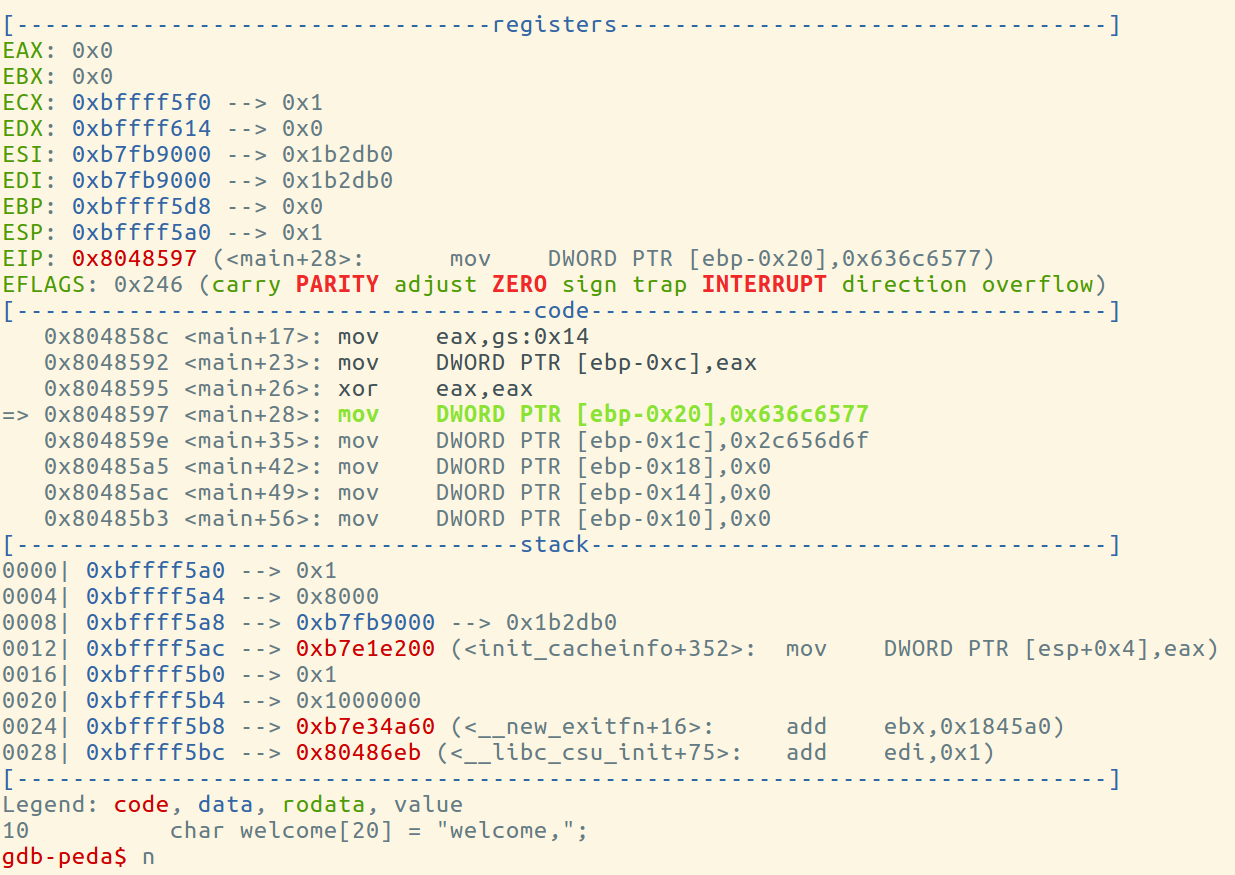 [----------------------------------registers-----------------------------------]
EAX: 0x0
EBX: 0x0
ECX: 0xbffff5f0 --> 0x1
EDX: 0xbffff614 --> 0x0
ESI: 0xb7fb9000 --> 0x1b2db0
EDI: 0xb7fb9000 --> 0x1b2db0
EBP: 0xbffff5d8 --> 0x0
ESP: 0xbffff5a0 --> 0x1
EIP: 0x8048597 (<main+28>:      mov    DWORD PTR [ebp-0x20],0x636c6577)
EFLAGS: 0x246 (carry PARITY adjust ZERO sign trap INTERRUPT direction overflow)
[-------------------------------------code-------------------------------------]
   0x804858c <main+17>: mov    eax,gs:0x14
   0x8048592 <main+23>: mov    DWORD PTR [ebp-0xc],eax
   0x8048595 <main+26>: xor    eax,eax
=> 0x8048597 <main+28>: mov    DWORD PTR [ebp-0x20],0x636c6577
   0x804859e <main+35>: mov    DWORD PTR [ebp-0x1c],0x2c656d6f
   0x80485a5 <main+42>: mov    DWORD PTR [ebp-0x18],0x0
   0x80485ac <main+49>: mov    DWORD PTR [ebp-0x14],0x0
   0x80485b3 <main+56>: mov    DWORD PTR [ebp-0x10],0x0
[------------------------------------stack-------------------------------------]
0000| 0xbffff5a0 --> 0x1
0004| 0xbffff5a4 --> 0x8000
0008| 0xbffff5a8 --> 0xb7fb9000 --> 0x1b2db0
0012| 0xbffff5ac --> 0xb7e1e200 (<init_cacheinfo+352>:  mov    DWORD PTR [esp+0x4],eax)
0016| 0xbffff5b0 --> 0x1
0020| 0xbffff5b4 --> 0x1000000
0024| 0xbffff5b8 --> 0xb7e34a60 (<__new_exitfn+16>:     add    ebx,0x1845a0)
0028| 0xbffff5bc --> 0x80486eb (<__libc_csu_init+75>:   add    edi,0x1)
[------------------------------------------------------------------------------]
Legend: code, data, rodata, value
10          char welcome[20] = "welcome,";
gdb-peda$ n